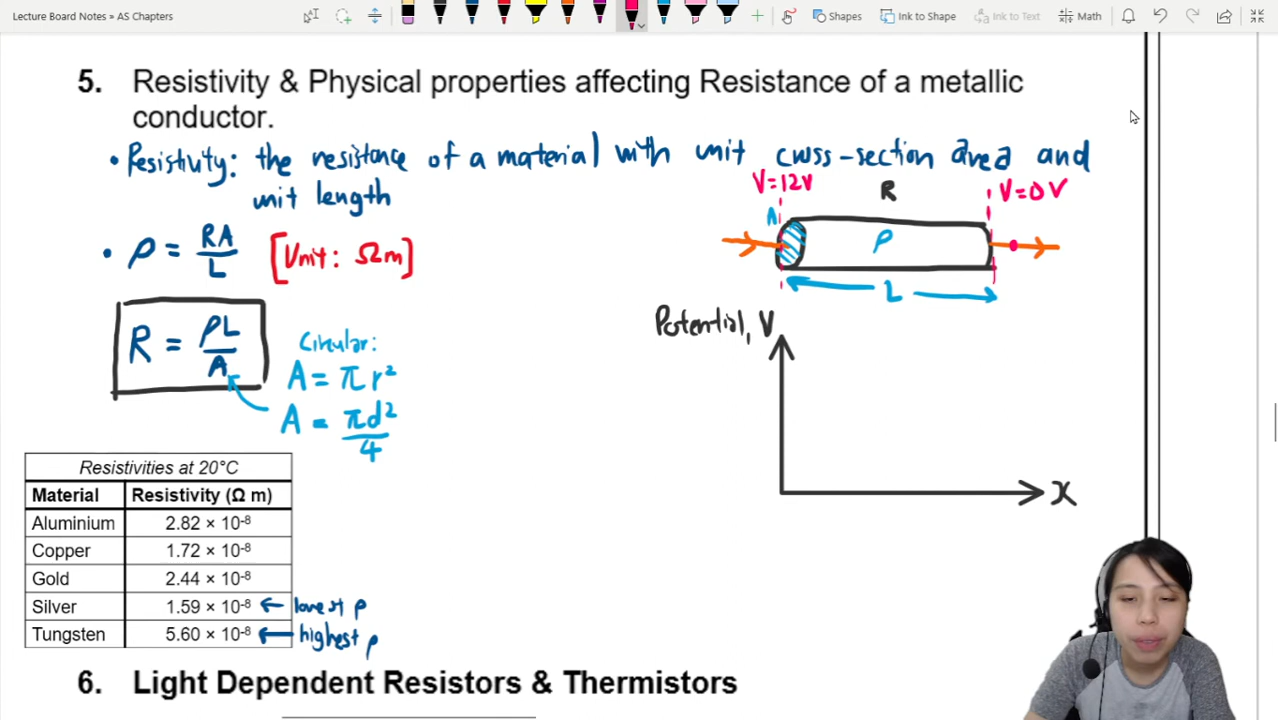 Lecture Board Notes » AS Chapters
Shapes
Ink to Shape
Ink to Text
Math
5. Resistivity & Physical properties affecting Resistance of a metallic
conductor.
• Resistivity: the resistance of a material with unit cross-section area and
unit length
V=12V
R
V=0V
A
ρ
L
• ρ = RA/L [Unit: Ωm]
R = ρL/A
Circular:
A = πr²
A = πd²/4
Potential, V
x
Resistivities at 20°C
Material Resistivity (Ω m)
Aluminium 2.82 × 10⁻⁸
Copper 1.72 × 10⁻⁸
Gold 2.44 × 10⁻⁸
Silver 1.59 × 10⁻⁸ ← lowest ρ
Tungsten 5.60 × 10⁻⁸ ← highest ρ
6. Light Dependent Resistors & Thermistors